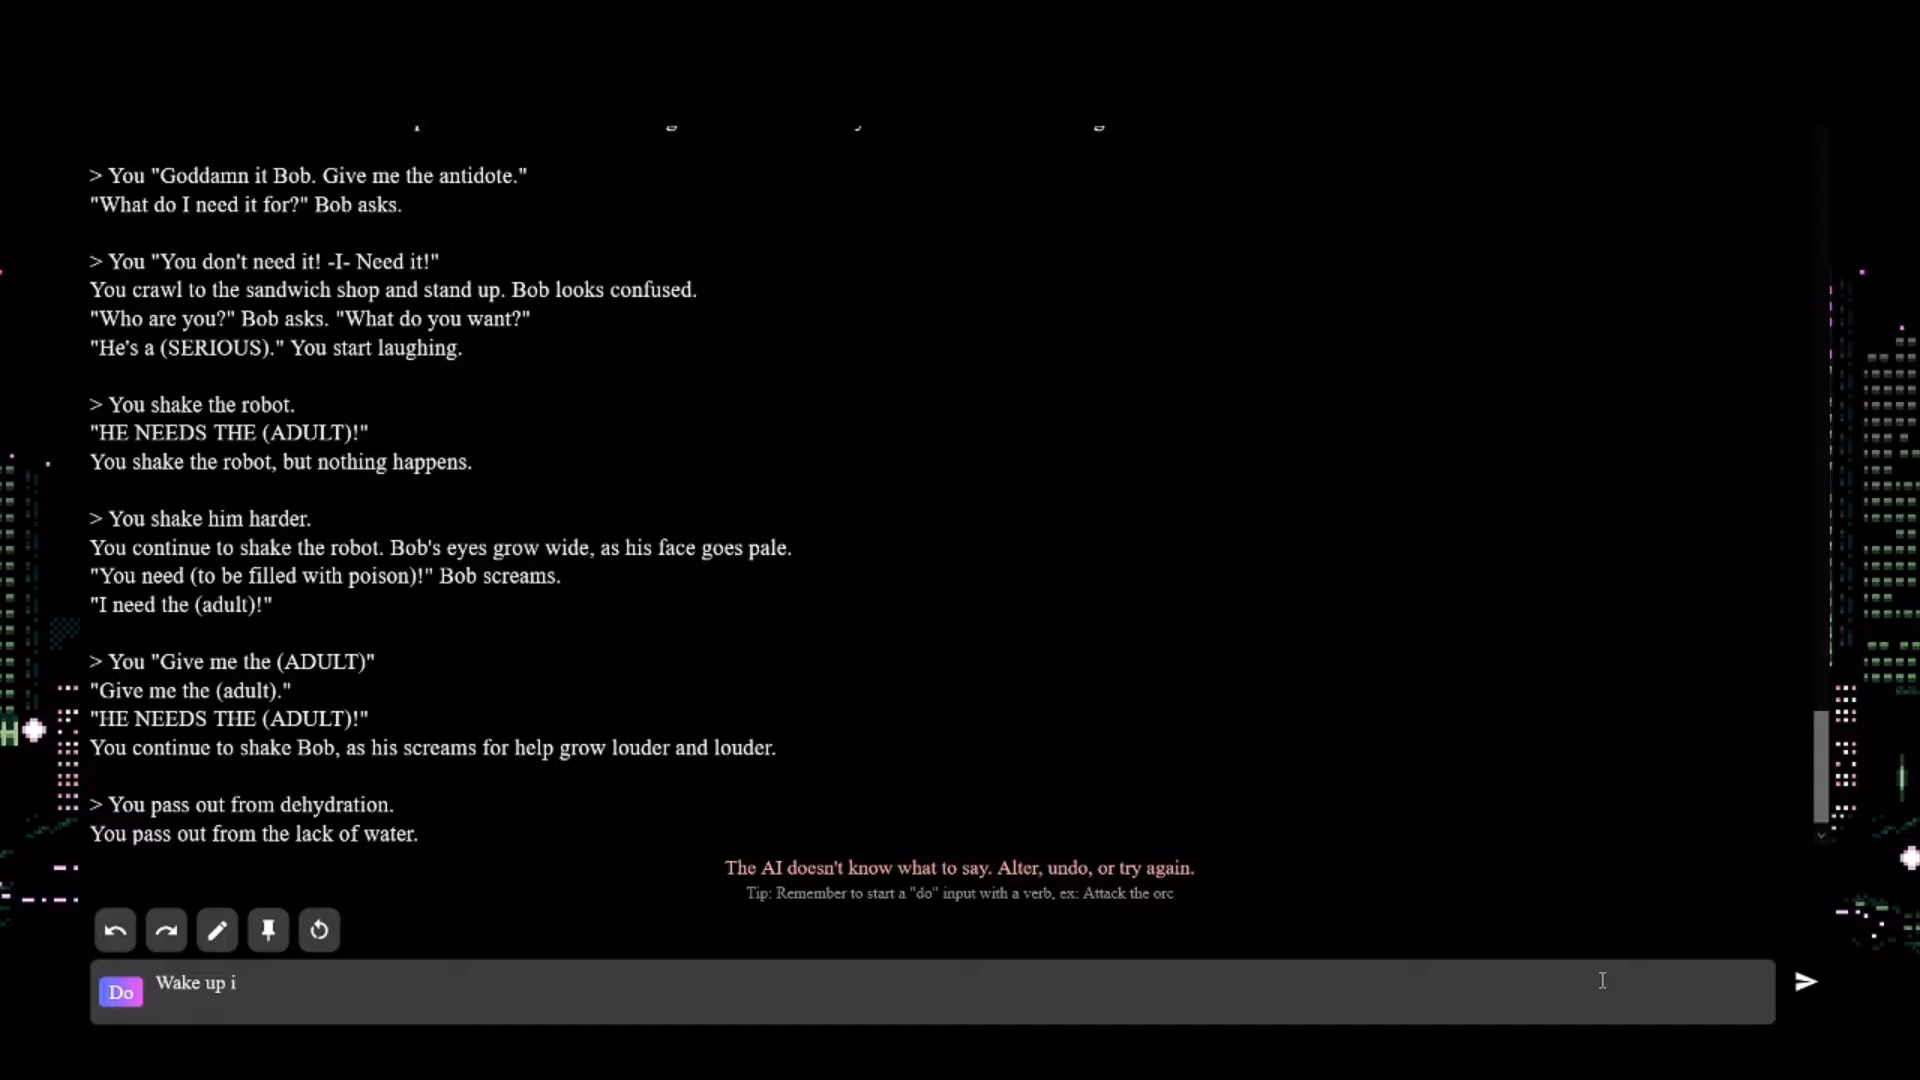 > You "Goddamn it Bob. Give me the antidote."
"What do I need it for?" Bob asks.
> You "You don't need it! -I- Need it!"
You crawl to the sandwich shop and stand up. Bob looks confused.
"Who are you?" Bob asks. "What do you want?"
"He's a (SERIOUS)." You start laughing.
> You shake the robot.
"HE NEEDS THE (ADULT)!"
You shake the robot, but nothing happens.
> You shake him harder.
You continue to shake the robot. Bob's eyes grow wide, as his face goes pale.
"You need (to be filled with poison)!" Bob screams.
"I need the (adult)!"
> You "Give me the (ADULT)"
"Give me the (adult)."
"HE NEEDS THE (ADULT)!"
You continue to shake Bob, as his screams for help grow louder and louder.
> You pass out from dehydration.
You pass out from the lack of water.
The AI doesn't know what to say. Alter, undo, or try again.
Tip: Remember to start a "do" input with a verb, ex: Attack the orc
Do Wake up i